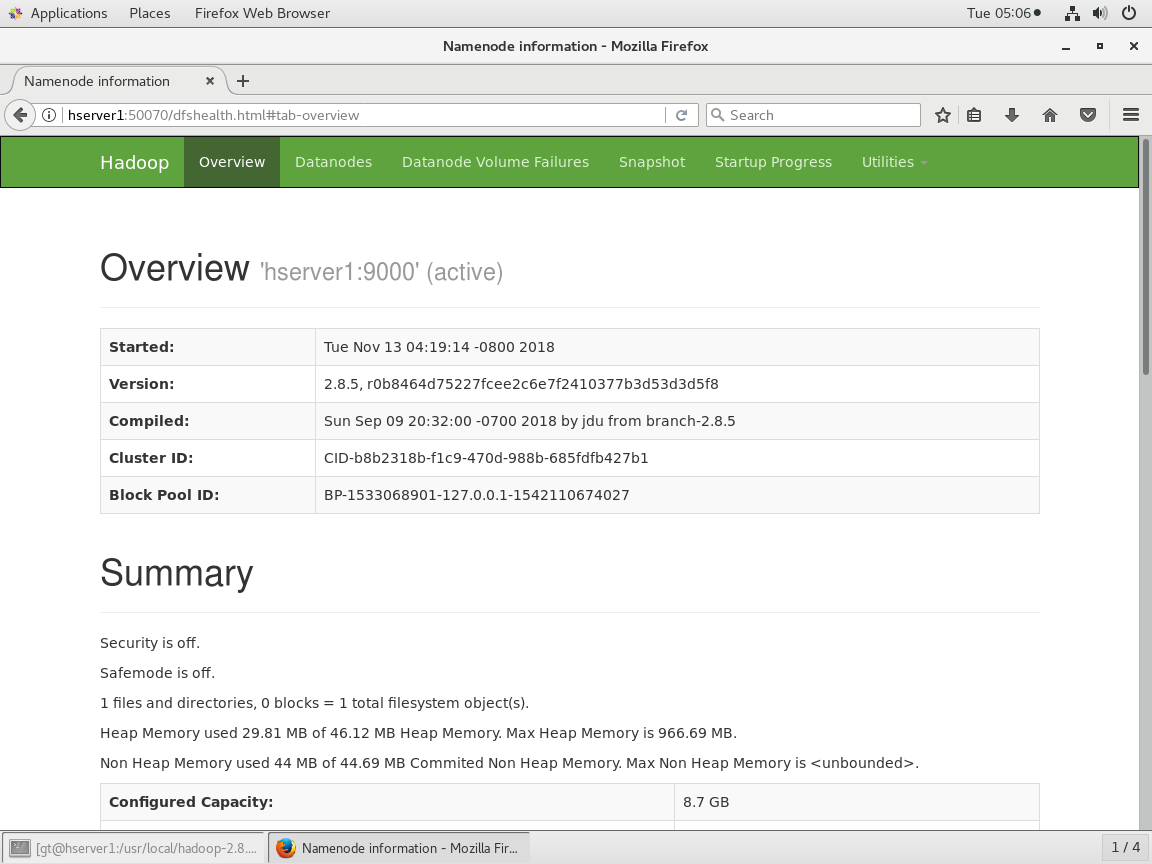 Applications Places Firefox Web Browser Tue 05:06
Namenode information - Mozilla Firefox
Namenode information
hserver1:50070/dfshealth.html#tab-overview Search
Hadoop Overview Datanodes Datanode Volume Failures Snapshot Startup Progress Utilities
Overview 'hserver1:9000' (active)
Started: Tue Nov 13 04:19:14 -0800 2018
Version: 2.8.5, r0b8464d75227fcee2c6e7f2410377b3d53d3d5f8
Compiled: Sun Sep 09 20:32:00 -0700 2018 by jdu from branch-2.8.5
Cluster ID: CID-b8b2318b-f1c9-470d-988b-685fdfb427b1
Block Pool ID: BP-1533068901-127.0.0.1-1542110674027
Summary
Security is off.
Safemode is off.
1 files and directories, 0 blocks = 1 total filesystem object(s).
Heap Memory used 29.81 MB of 46.12 MB Heap Memory. Max Heap Memory is 966.69 MB.
Non Heap Memory used 44 MB of 44.69 MB Commited Non Heap Memory. Max Non Heap Memory is <unbounded>.
Configured Capacity: 8.7 GB
[gt@hserver1:/usr/local/hadoop-2.8.... Namenode information - Mozilla Fir... 1 / 4